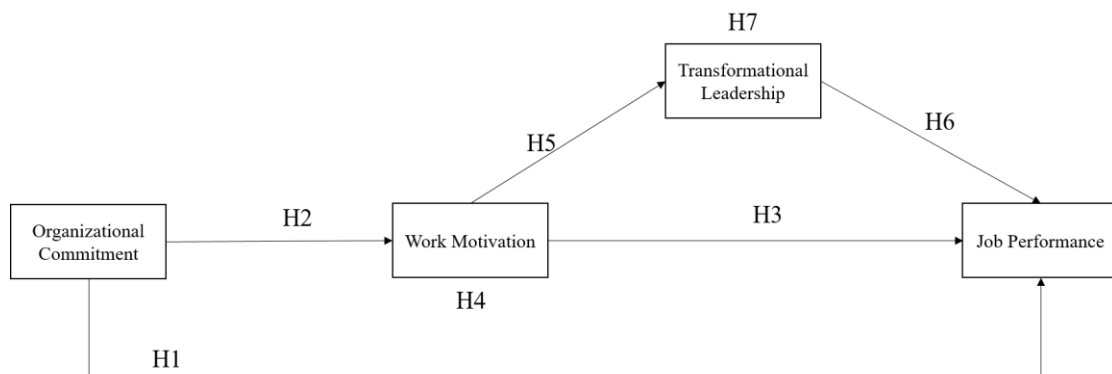 H7
Transformational
Leadership
H5
H6
Organizational
Commitment
H2
Work Motivation
H3
Job Performance
H4
H1